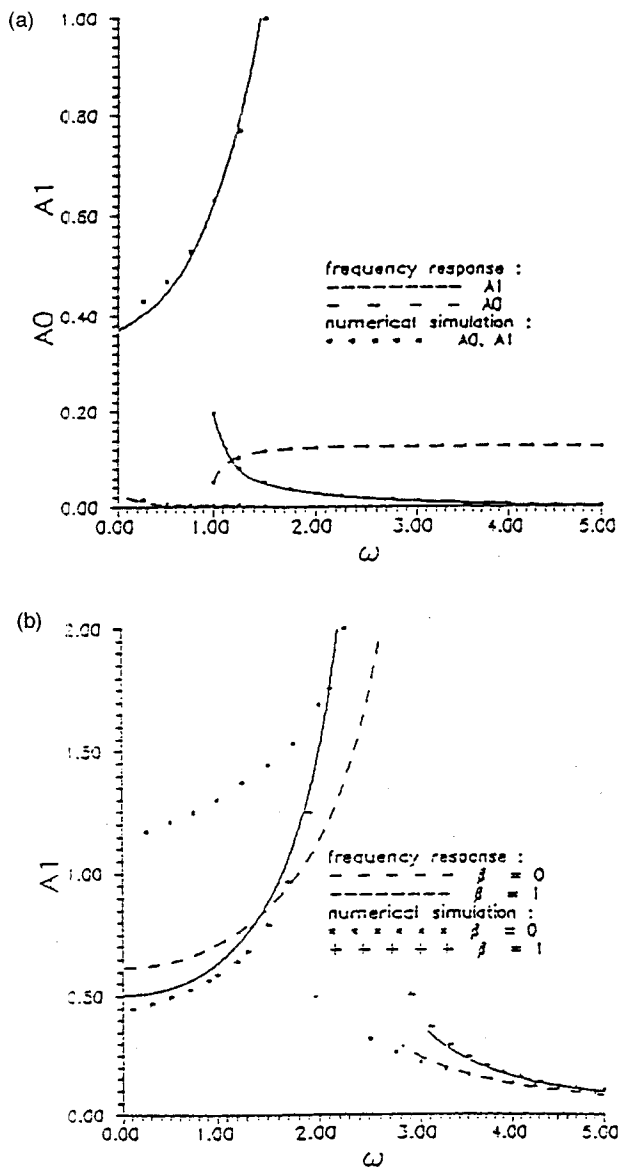 (a)
1.00
0.80
0.60
0.40
0.20
0.00
A1
A0
frequency response :
A1
A0
numerical simulation :
A0, A1
0.00 1.00 2.00 3.00 4.00 5.00
ω
(b)
2.00
1.50
1.00
0.50
0.00
A1
frequency response :
β = 0
β = 1
numerical simulation :
β = 0
β = 1
0.00 1.00 2.00 3.00 4.00 5.00
ω